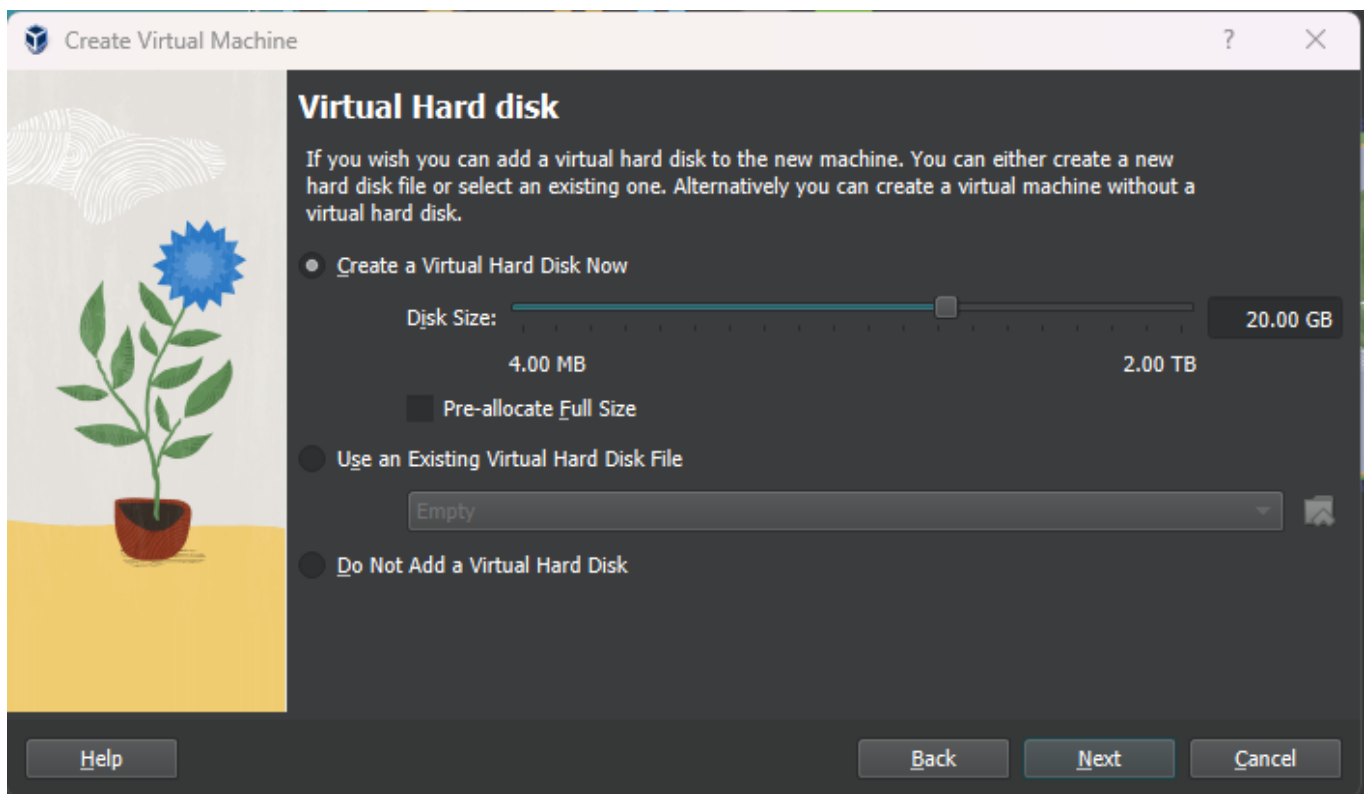 Create Virtual Machine
?
Virtual Hard disk
If you wish you can add a virtual hard disk to the new machine. You can either create a new
hard disk file or select an existing one. Alternatively you can create a virtual machine without a
virtual hard disk.
Create a Virtual Hard Disk Now
Disk Size:
20.00 GB
4.00 MB
2.00 TB
Pre-allocate Full Size
Use an Existing Virtual Hard Disk File
Empty
Do Not Add a Virtual Hard Disk
Help
Back
Next
Cancel